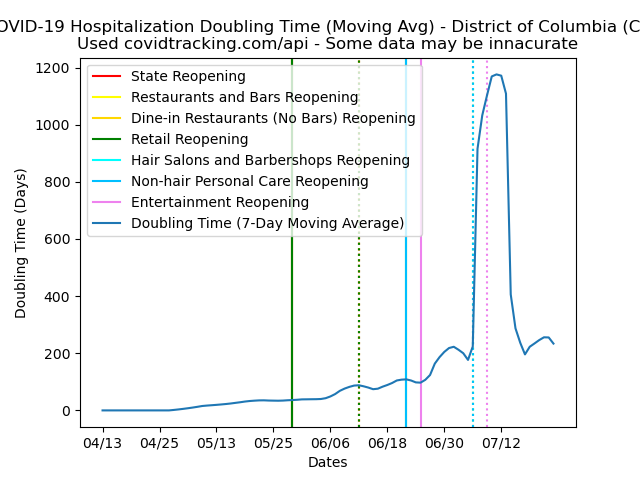 OVID-19 Hospitalization Doubling Time (Moving Avg) - District of Columbia (C
Used covidtracking.com/api - Some data may be innacurate
State Reopening
Restaurants and Bars Reopening
Dine-in Restaurants (No Bars) Reopening
Retail Reopening
Hair Salons and Barbershops Reopening
Non-hair Personal Care Reopening
Entertainment Reopening
Doubling Time (7-Day Moving Average)
Doubling Time (Days)
1200
1000
800
600
400
200
0
04/13 04/25 05/13 05/25 06/06 06/18 06/30 07/12
Dates